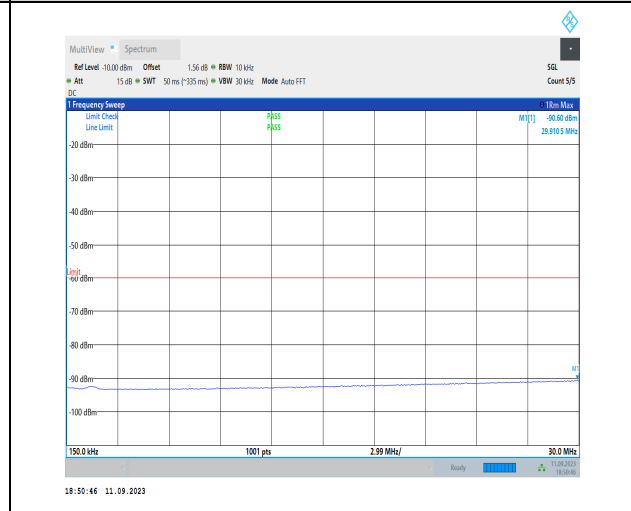 MultiView Spectrum
Ref Level -10.00 dBm Offset 1.56 dB RBW 10 kHz SGL
Att 15 dB SWT 50 ms (~335 ms) VBW 30 kHz Mode Auto FFT Count 5/5
DC
1 Frequency Sweep 1Rm Max
Limit Check PASS M1[1] -90.60 dBm
Line Limit PASS 29.910 5 MHz
-20 dBm
-30 dBm
-40 dBm
-50 dBm
Limit
-60 dBm
-70 dBm
-80 dBm
M1
-90 dBm
-100 dBm
150.0 kHz 1001 pts 2.99 MHz/ 30.0 MHz
Ready 11.09.2023
18:50:46
18:50:46 11.09.2023